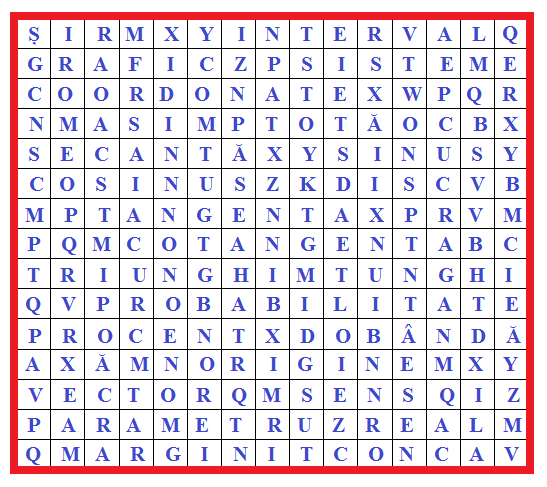 Ș I R M X Y I N T E R V A L Q
G R A F I C Z P S I S T E M E
C O O R D O N A T E X W P Q R
N M A S I M P T O T Ă O C B X
S E C A N T Ă X Y S I N U S Y
C O S I N U S Z K D I S C V B
M P T A N G E N T A X P R V M
P Q M C O T A N G E N T A B C
T R I U N G H I M T U N G H I
Q V P R O B A B I L I T A T E
P R O C E N T X D O B Â N D Ă
A X Ă M N O R I G I N E M X Y
V E C T O R Q M S E N S Q I Z
P A R A M E T R U Z R E A L M
Q M A R G I N I T C O N C A V